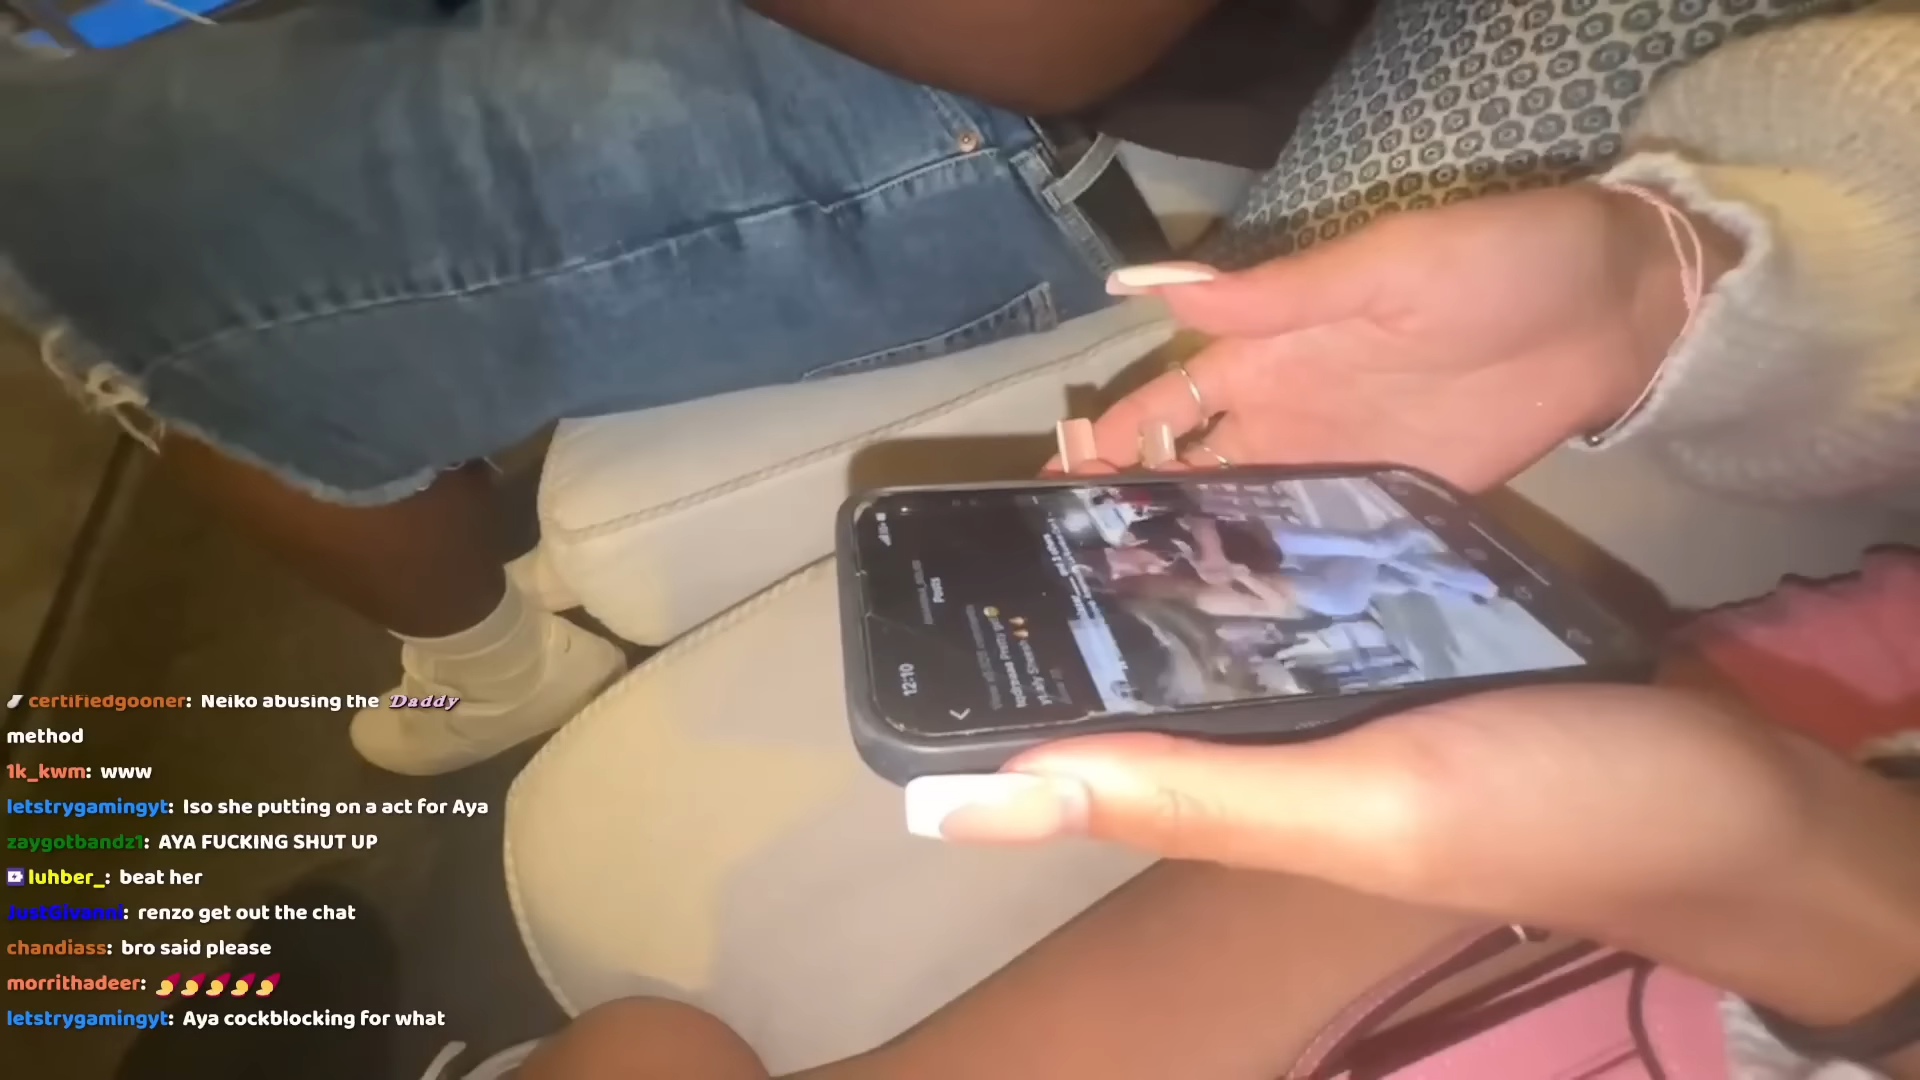 certifiedgooner: Neiko abusing the Daddy
method
1k_kwm: www
letstrygamingyt: Iso she putting on a act for Aya
zaygotbandz1: AYA FUCKING SHUT UP
luhber_: beat her
JustGivanni: renzo get out the chat
chandiass: bro said please
morrithadeer:
letstrygamingyt: Aya cockblocking for what
12:10
Posts